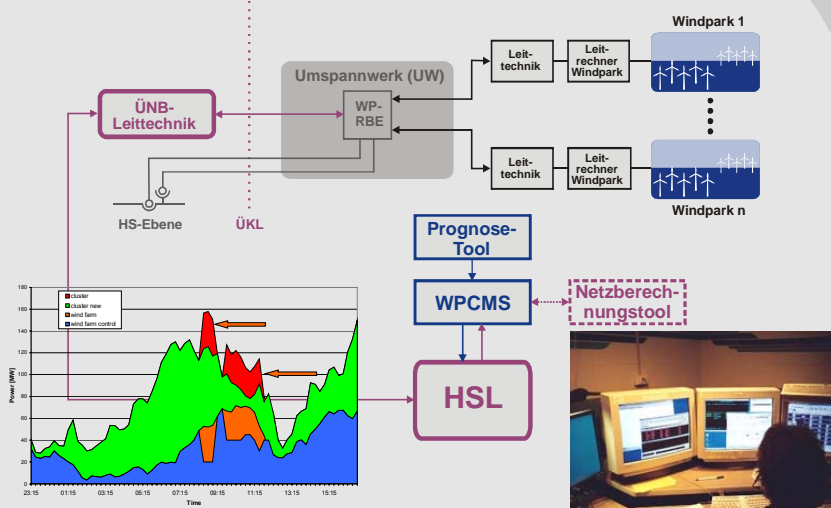 Windpark 1
Leit-
technik
Leit-
rechner
Windpark
Umspannwerk (UW)
WP-
RBE
ÜNB-
Leittechnik
Leit-
technik
Leit-
rechner
Windpark
Windpark n
HS-Ebene
ÜKL
Prognose-
Tool
WPCMS
Netzberech-
nungstool
HSL
cluster
cluster new
wind farm
wind farm control
Power [MW]
180
160
140
120
100
80
60
40
20
0
23:15 01:15 03:15 05:15 07:15 09:15 11:15 13:15 15:15
Time